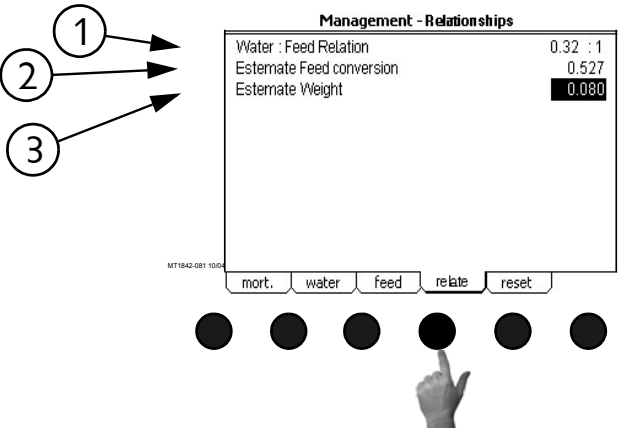 Management - Relationships
1
Water : Feed Relation 0.32 : 1
2
Estemate Feed conversion 0.527
Estemate Weight 0.080
3
MT1842-081 10/04
mort. water feed relate reset